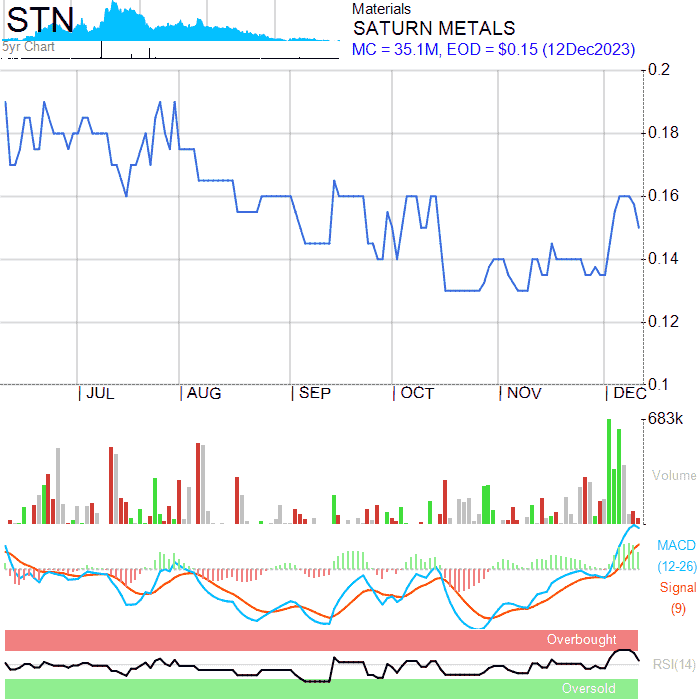 STN
5yr Chart
Materials
SATURN METALS
MC = 35.1M, EOD = $0.15 (12Dec2023)
0.2
0.18
0.16
0.14
0.12
0.1
| JUL | AUG | SEP | OCT | NOV | DEC
683k
Volume
MACD
(12-26)
Signal
(9)
Overbought
RSI(14)
Oversold